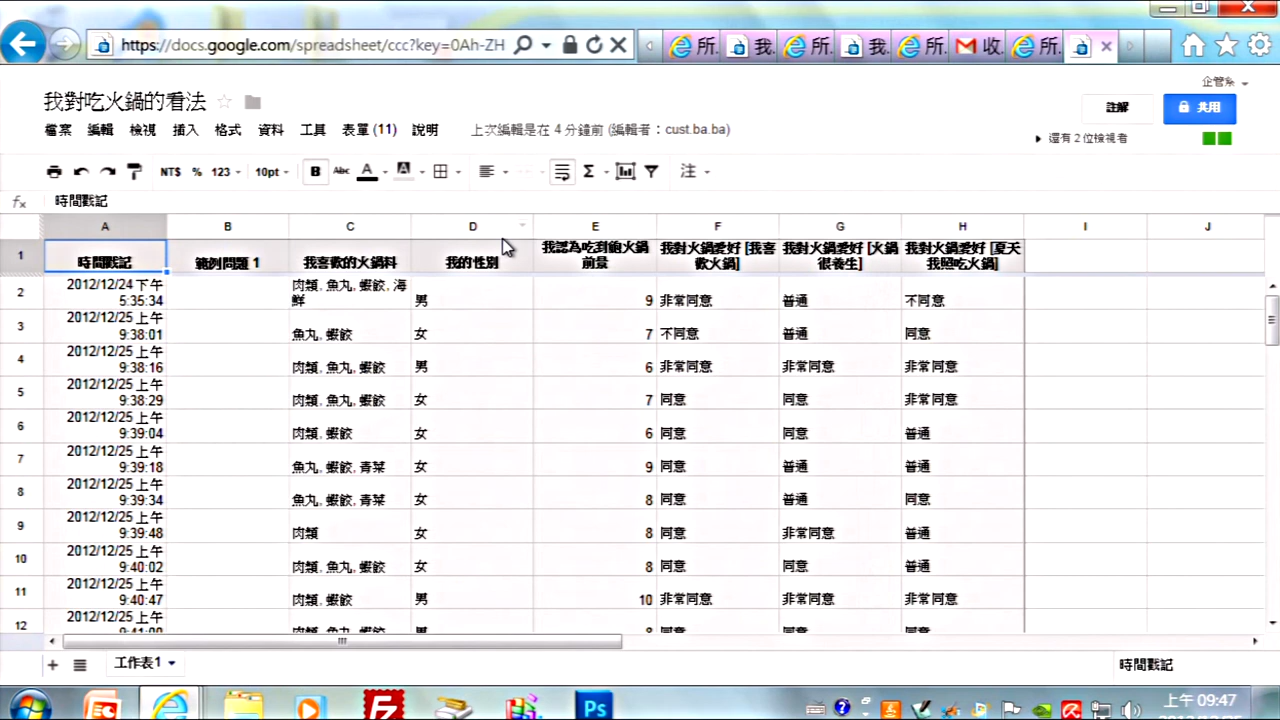 https://docs.google.com/spreadsheet/ccc?key=0Ah-ZH
所. 我. 所. 我. 所. 收. 所.
企管系
我對吃火鍋的看法
註解 共用
檔案 編輯 檢視 插入 格式 資料 工具 表單 (11) 說明 上次編輯是在 4 分鐘前 (編輯者：cust.ba.ba)
還有 2 位檢視者
NT$ % 123 10pt B Abc A A Σ 注
fx 時間戳記
A B C D E F G H I J
1 時間戳記 範例問題 1 我喜歡的火鍋料 我的性別 我認為吃到飽火鍋前景 我對火鍋愛好 [我喜歡火鍋] 我對火鍋愛好 [火鍋很養生] 我對火鍋愛好 [夏天我照吃火鍋]
2 2012/12/24 下午 5:35:34 肉類, 魚丸, 蝦餃, 海鮮 男 9 非常同意 普通 不同意
3 2012/12/25 上午 9:38:01 魚丸, 蝦餃 女 7 不同意 普通 同意
4 2012/12/25 上午 9:38:16 肉類, 魚丸, 蝦餃 男 6 非常同意 非常同意 非常同意
5 2012/12/25 上午 9:38:29 肉類, 魚丸, 蝦餃 女 7 同意 同意 非常同意
6 2012/12/25 上午 9:39:04 肉類, 蝦餃 女 6 同意 同意 普通
7 2012/12/25 上午 9:39:18 魚丸, 蝦餃, 青菜 女 9 同意 普通 普通
8 2012/12/25 上午 9:39:34 魚丸, 蝦餃, 青菜 女 8 同意 普通 同意
9 2012/12/25 上午 9:39:48 肉類 女 8 同意 非常同意 普通
10 2012/12/25 上午 9:40:02 肉類, 魚丸, 蝦餃 女 8 同意 同意 普通
11 2012/12/25 上午 9:40:47 肉類, 蝦餃 男 10 非常同意 非常同意 非常同意
12 2012/12/25 上午 肉類, 魚丸, 蝦餃 男 8 同意 同意 同意
工作表1 時間戳記
Ps 上午 09:47